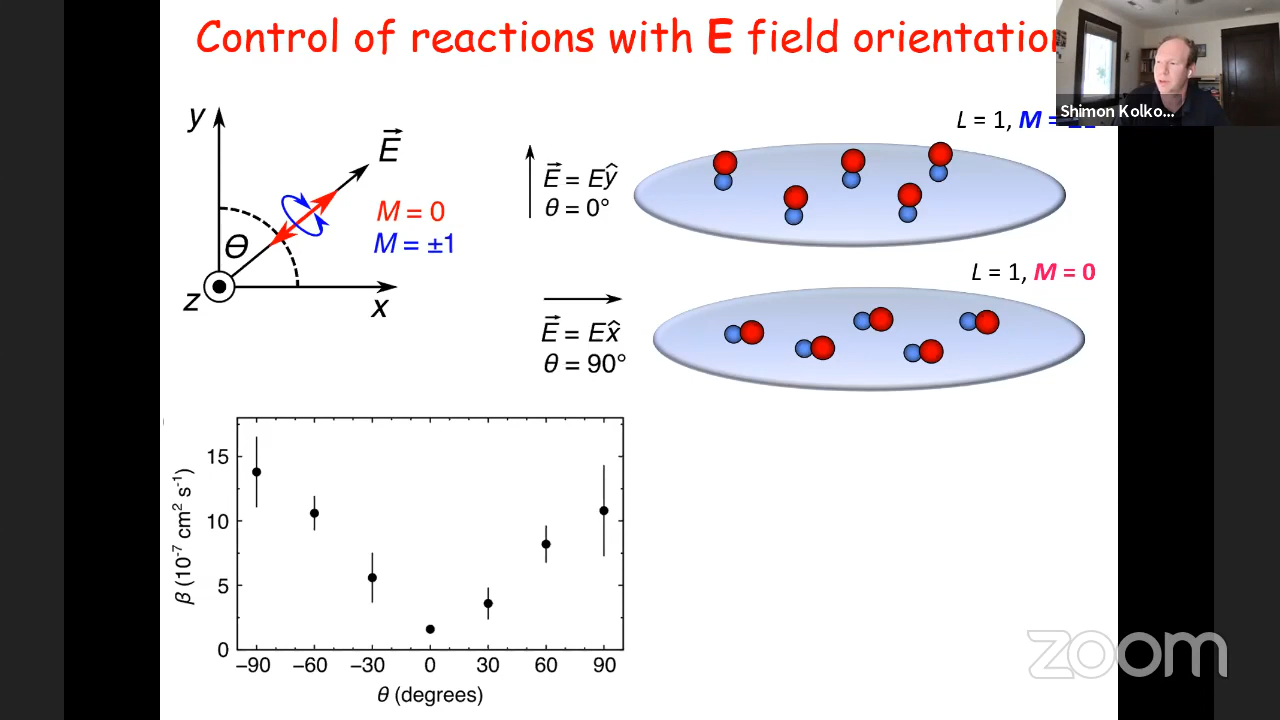 Control of reactions with E field orientation
Shimon Kolko...
y
E
M = 0
M = ±1
θ
z
x
L = 1, M =
E = Eŷ
θ = 0°
L = 1, M = 0
E = Ex̂
θ = 90°
β (10⁻⁷ cm² s⁻¹)
15
10
5
0
−90 −60 −30 0 30 60 90
θ (degrees)
zoom